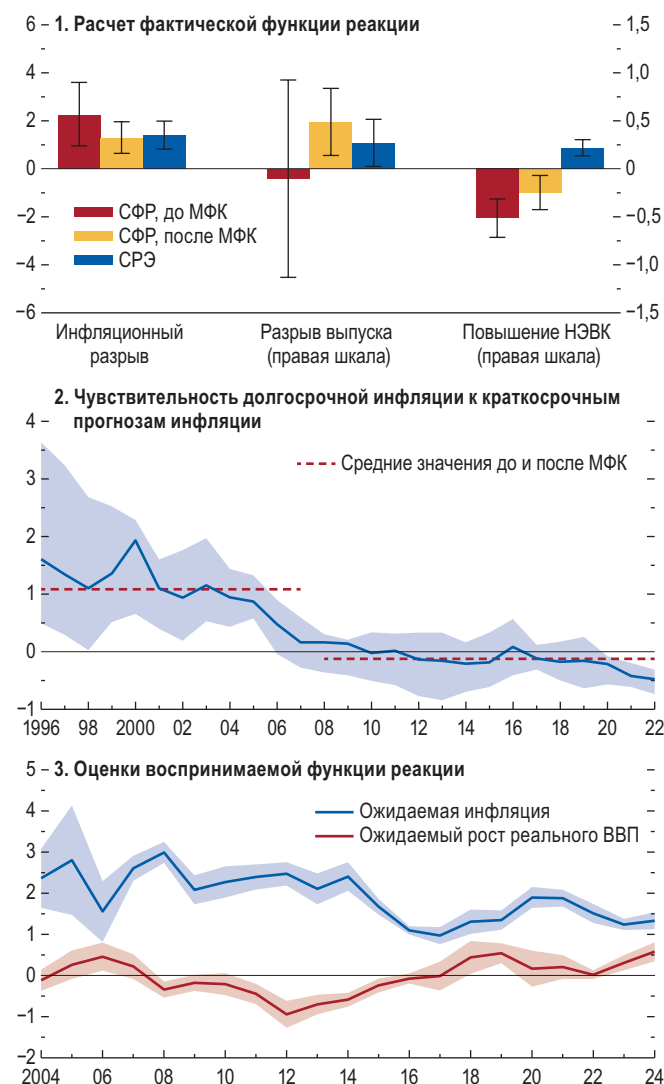 1. Расчет фактической функции реакции
6
4
2
0
−2
−4
−6
1,5
1,0
0,5
0
−0,5
−1,0
−1,5
СФР, до МФК
СФР, после МФК
СРЭ
Инфляционный
разрыв
Разрыв выпуска
(правая шкала)
Повышение НЭВК
(правая шкала)
2. Чувствительность долгосрочной инфляции к краткосрочным
прогнозам инфляции
4
3
2
1
0
−1
Средние значения до и после МФК
1996 98 2000 02 04 06 08 10 12 14 16 18 20 22
3. Оценки воспринимаемой функции реакции
5
4
3
2
1
0
−1
−2
Ожидаемая инфляция
Ожидаемый рост реального ВВП
2004 06 08 10 12 14 16 18 20 22 24